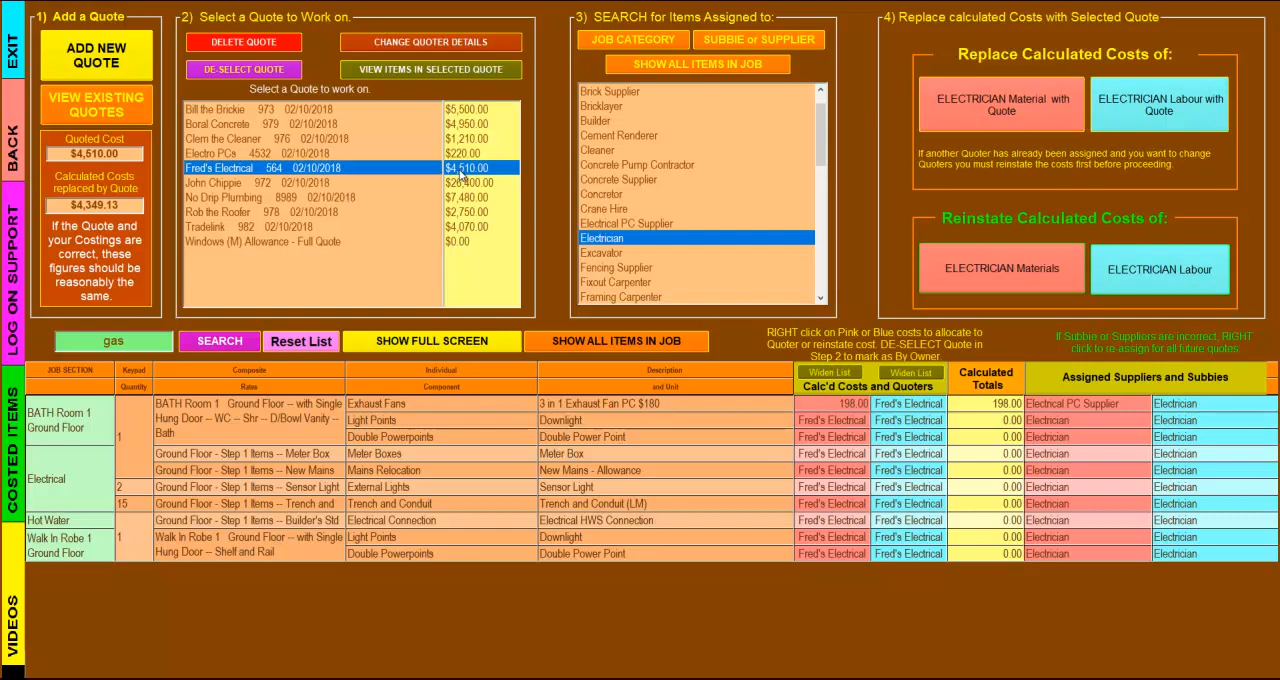 EXIT
BACK
LOG ON SUPPORT
COSTED ITEMS
VIDEOS
1) Add a Quote
ADD NEW
QUOTE
VIEW EXISTING
QUOTES
Quoted Cost
$4,510.00
Calculated Costs
replaced by Quote
$4,349.13
If the Quote and
your Costings are
correct, these
figures should be
reasonably the
same.
2) Select a Quote to Work on.
DELETE QUOTE
CHANGE QUOTER DETAILS
DE-SELECT QUOTE
VIEW ITEMS IN SELECTED QUOTE
Select a Quote to work on.
Bill the Brickie 973 02/10/2018 $5,500.00
Boral Concrete 979 02/10/2018 $4,950.00
Clem the Cleaner 976 02/10/2018 $1,210.00
Electro PCs 4532 02/10/2018 $220.00
Fred's Electrical 564 02/10/2018 $4,510.00
John Chippie 972 02/10/2018 $26,400.00
No Drip Plumbing 8989 02/10/2018 $7,480.00
Rob the Roofer 978 02/10/2018 $2,750.00
Tradelink 982 02/10/2018 $4,070.00
Windows (M) Allowance - Full Quote $0.00
3) SEARCH for Items Assigned to:
JOB CATEGORY
SUBBIE or SUPPLIER
SHOW ALL ITEMS IN JOB
Brick Supplier
Bricklayer
Builder
Cement Renderer
Cleaner
Concrete Pump Contractor
Concrete Supplier
Concretor
Crane Hire
Electrical PC Supplier
Electrician
Excavator
Fencing Supplier
Fixout Carpenter
Framing Carpenter
4) Replace calculated Costs with Selected Quote
Replace Calculated Costs of:
ELECTRICIAN Material with
Quote
ELECTRICIAN Labour with
Quote
If another Quoter has already been assigned and you want to change
Quoters you must reinstate the costs first before proceeding.
Reinstate Calculated Costs of:
ELECTRICIAN Materials
ELECTRICIAN Labour
gas
SEARCH
Reset List
SHOW FULL SCREEN
SHOW ALL ITEMS IN JOB
RIGHT click on Pink or Blue costs to allocate to
Quoter or reinstate cost. DE-SELECT Quote in
Step 2 to mark as By Owner.
If Subbie or Suppliers are incorrect, RIGHT
click to re-assign for all future quotes.
JOB SECTION Keypad Composite Individual Description Widen List Widen List Calculated Assigned Suppliers and Subbies
Quantity Rates Component and Unit Calc'd Costs and Quoters Totals
BATH Room 1 BATH Room 1 Ground Floor -- with Single Exhaust Fans 3 in 1 Exhaust Fan PC $180 198.00 Fred's Electrical 198.00 Electrical PC Supplier Electrician
Ground Floor Hung Door -- WC -- Shr -- D/Bowl Vanity -- Light Points Downlight Fred's Electrical Fred's Electrical 0.00 Electrician Electrician
1 Bath Double Powerpoints Double Power Point Fred's Electrical Fred's Electrical 0.00 Electrician Electrician
Ground Floor - Step 1 Items -- Meter Box Meter Boxes Meter Box Fred's Electrical Fred's Electrical 0.00 Electrician Electrician
Electrical Ground Floor - Step 1 Items -- New Mains Mains Relocation New Mains - Allowance Fred's Electrical Fred's Electrical 0.00 Electrician Electrician
2 Ground Floor - Step 1 Items -- Sensor Light External Lights Sensor Light Fred's Electrical Fred's Electrical 0.00 Electrician Electrician
15 Ground Floor - Step 1 Items -- Trench and Trench and Conduit Trench and Conduit (LM) Fred's Electrical Fred's Electrical 0.00 Electrician Electrician
Hot Water Ground Floor - Step 1 Items -- Builder's Std Electrical Connection Electrical HWS Connection Fred's Electrical Fred's Electrical 0.00 Electrician Electrician
Walk In Robe 1 1 Walk In Robe 1 Ground Floor -- with Single Light Points Downlight Fred's Electrical Fred's Electrical 0.00 Electrician Electrician
Ground Floor Hung Door -- Shelf and Rail Double Powerpoints Double Power Point Fred's Electrical Fred's Electrical 0.00 Electrician Electrician